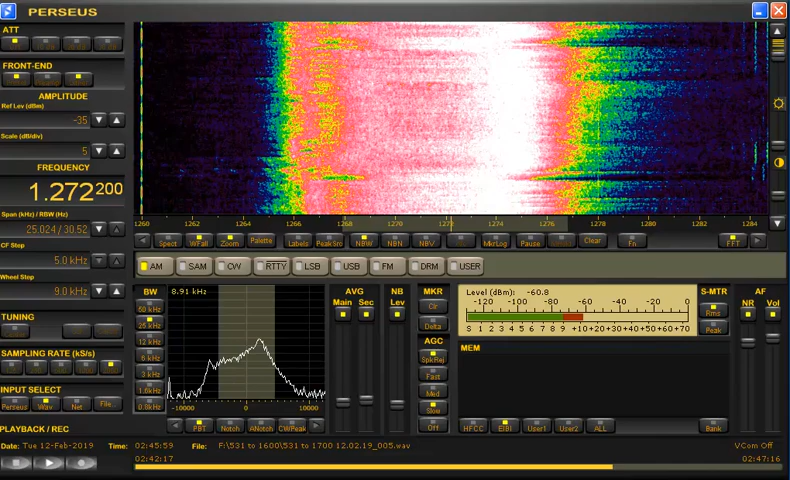 PERSEUS
ATT
FRONT-END
AMPLITUDE
Ref Lev (dBm)
-35
Scale (dB/div)
5
FREQUENCY
1.272 200
Span (kHz) / RBW (Hz)
25.024 / 30.52
CF Step
5.0 kHz
Wheel Step
9.0 kHz
TUNING
SAMPLING RATE (kS/s)
INPUT SELECT
Perseus Wav Net File...
PLAYBACK / REC
1260 1262 1264 1266 1268 1270 1272 1274 1276 1278 1280 1282 1284
Spect WFall Zoom Palette Labels PeakSrc NBW NBN NBV MkrLog Pause Clear Fn FFT
AM SAM CW RTTY LSB USB FM DRM USER
BW
50 kHz
25 kHz
12 kHz
6 kHz
3 kHz
1.6kHz
0.8kHz
8.91 kHz
-10000 0 10000
PBT Notch ANotch CWPeak
AVG
Main Sec
NB
Lev
MKR
Clr
Delta
AGC
SpkRej
Fast
Med
Slow
Off
Level (dBm): -60.8
-120 -100 -80 -60 -40 -20 0
S 1 2 3 4 5 6 7 8 9 +10+20+30+40+50+60+70
S-MTR
Rms
Peak
AF
NR Vol
MEM
HFCC EIBI User1 User2 ALL Bank
Date: Tue 12-Feb-2019 Time: 02:45:59 File: F:\531 to 1600\531 to 1700 12.02.19_005.wav VCom Off
02:42:17 02:47:16